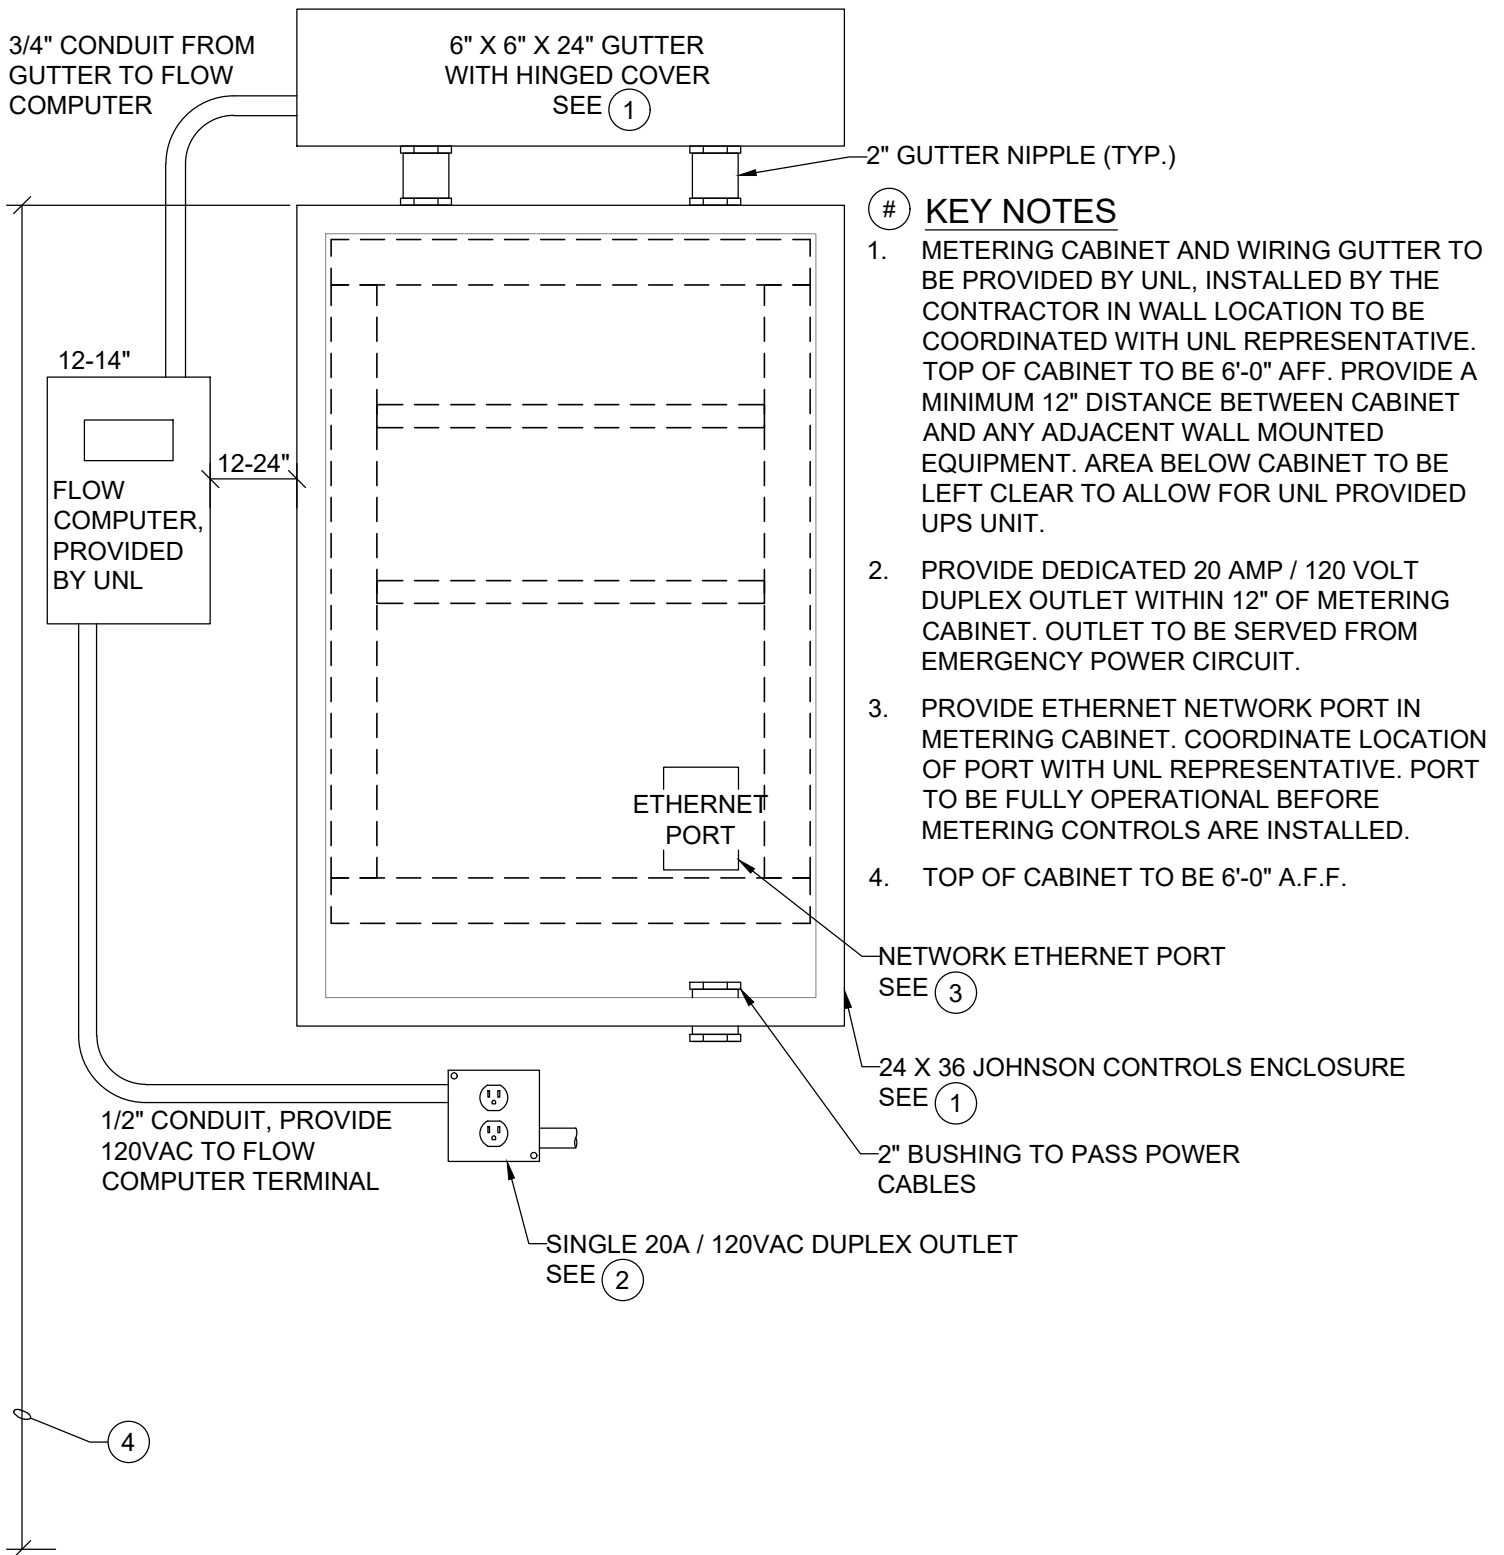 3/4" CONDUIT FROM
GUTTER TO FLOW
COMPUTER
6" X 6" X 24" GUTTER
WITH HINGED COVER
SEE 1
2" GUTTER NIPPLE (TYP.)
# KEY NOTES
1. METERING CABINET AND WIRING GUTTER TO
BE PROVIDED BY UNL, INSTALLED BY THE
CONTRACTOR IN WALL LOCATION TO BE
COORDINATED WITH UNL REPRESENTATIVE.
TOP OF CABINET TO BE 6'-0" AFF. PROVIDE A
MINIMUM 12" DISTANCE BETWEEN CABINET
AND ANY ADJACENT WALL MOUNTED
EQUIPMENT. AREA BELOW CABINET TO BE
LEFT CLEAR TO ALLOW FOR UNL PROVIDED
UPS UNIT.
2. PROVIDE DEDICATED 20 AMP / 120 VOLT
DUPLEX OUTLET WITHIN 12" OF METERING
CABINET. OUTLET TO BE SERVED FROM
EMERGENCY POWER CIRCUIT.
3. PROVIDE ETHERNET NETWORK PORT IN
METERING CABINET. COORDINATE LOCATION
OF PORT WITH UNL REPRESENTATIVE. PORT
TO BE FULLY OPERATIONAL BEFORE
METERING CONTROLS ARE INSTALLED.
4. TOP OF CABINET TO BE 6'-0" A.F.F.
12-14"
12-24"
FLOW
COMPUTER,
PROVIDED
BY UNL
ETHERNET
PORT
NETWORK ETHERNET PORT
SEE 3
24 X 36 JOHNSON CONTROLS ENCLOSURE
SEE 1
2" BUSHING TO PASS POWER
CABLES
1/2" CONDUIT, PROVIDE
120VAC TO FLOW
COMPUTER TERMINAL
SINGLE 20A / 120VAC DUPLEX OUTLET
SEE 2
4